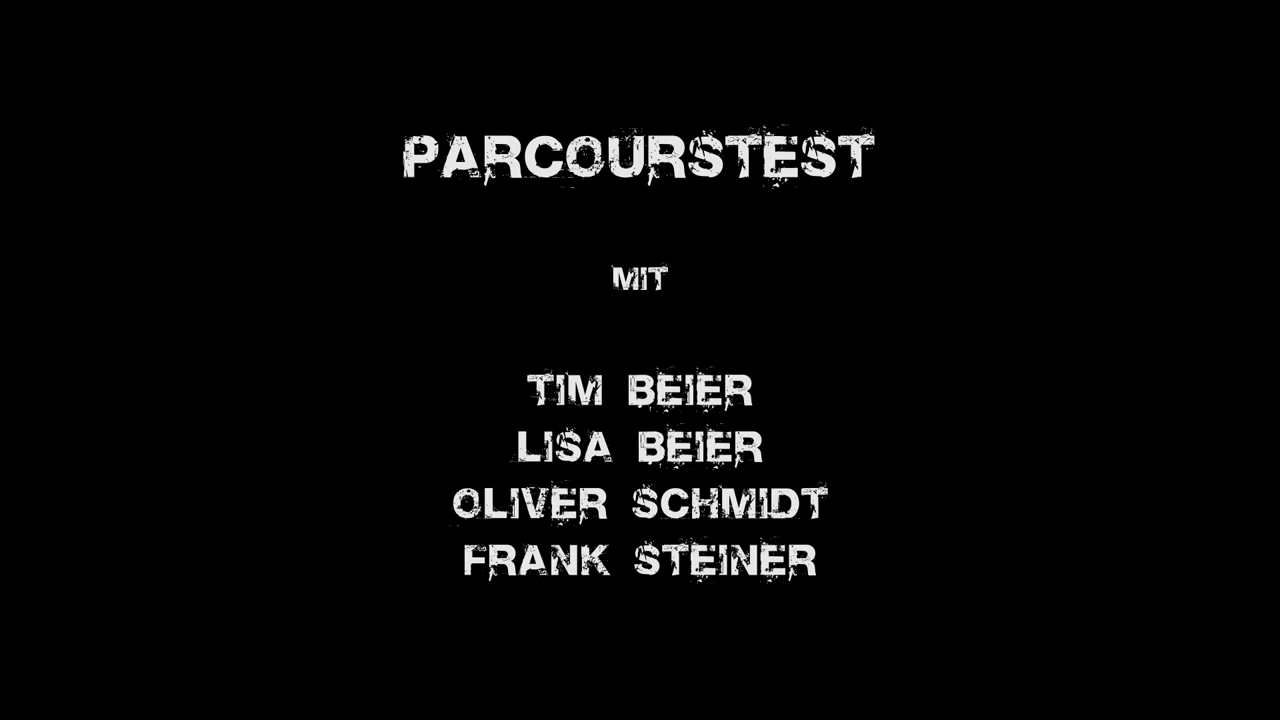 PARCOURSTEST
MIT
TIM BEIER
LISA BEIER
OLIVER SCHMIDT
FRANK STEINER